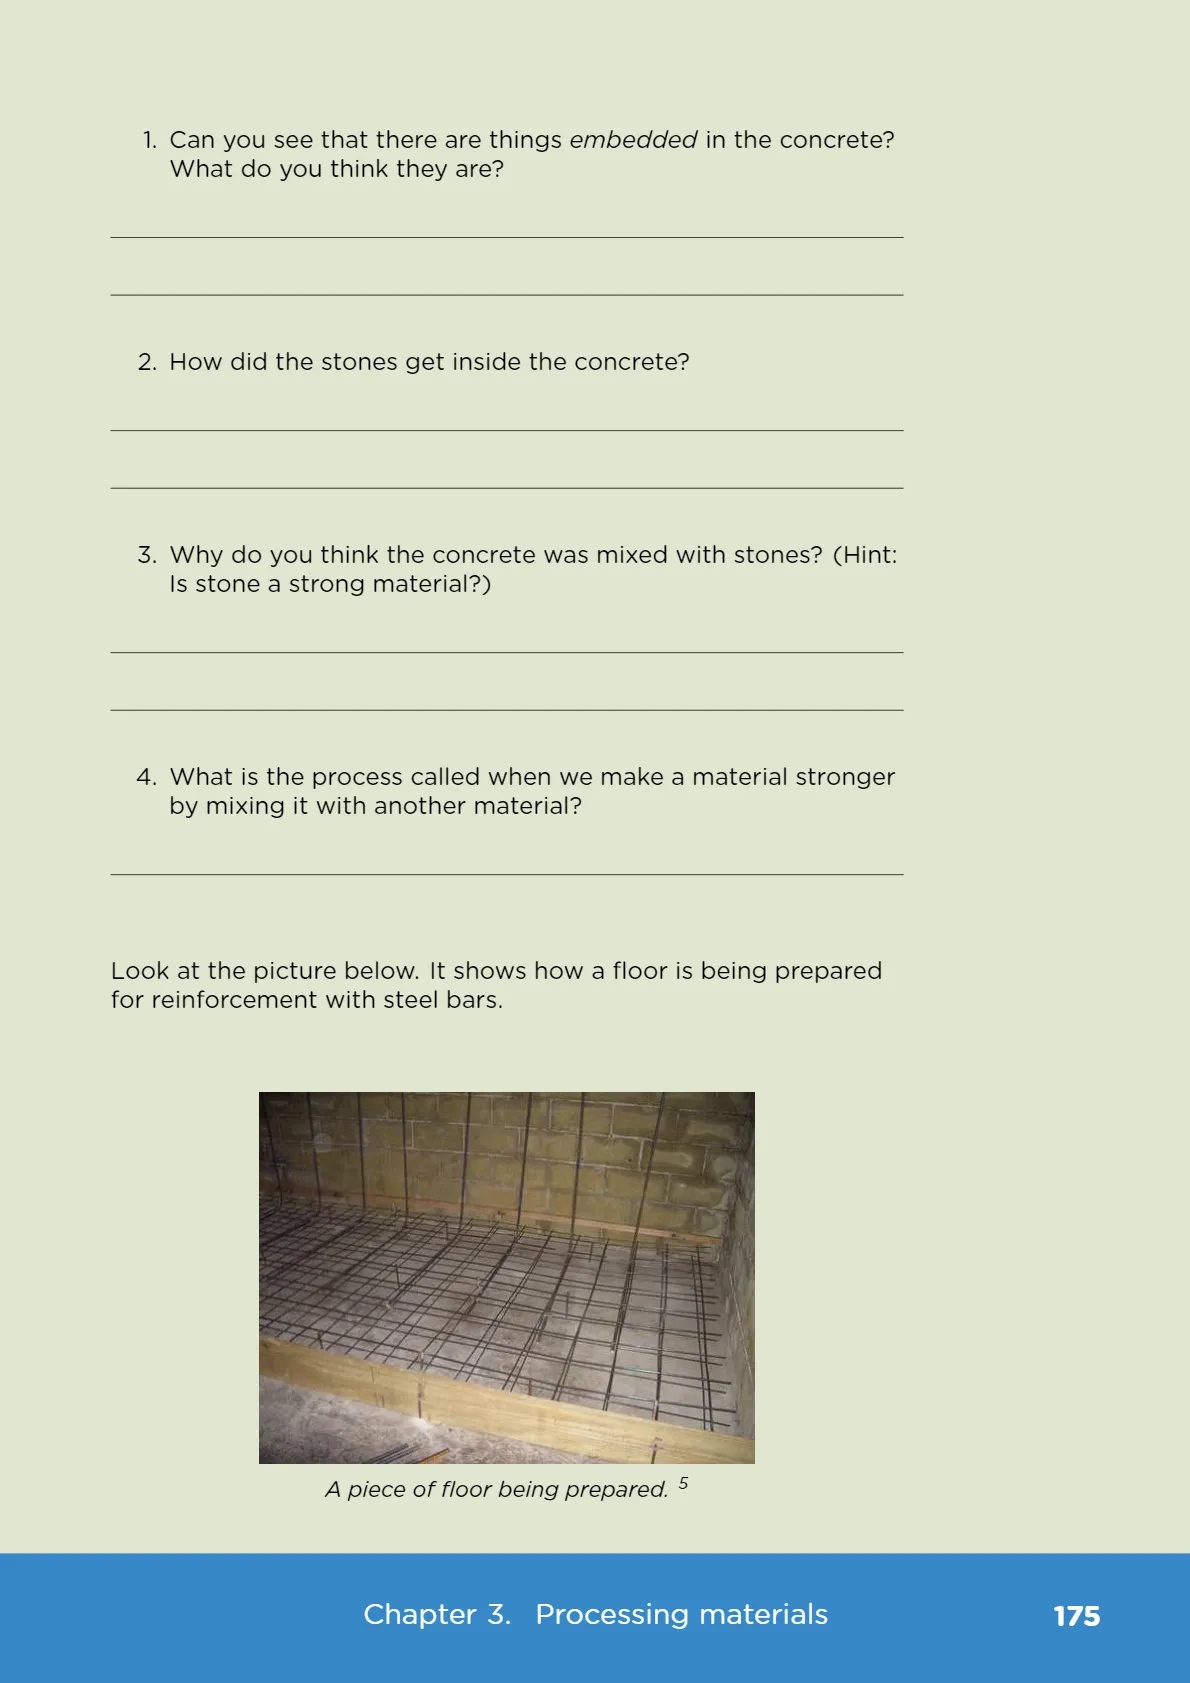 1. Can you see that there are things embedded in the concrete?
What do you think they are?
2. How did the stones get inside the concrete?
3. Why do you think the concrete was mixed with stones? (Hint:
Is stone a strong material?)
4. What is the process called when we make a material stronger
by mixing it with another material?
Look at the picture below. It shows how a floor is being prepared
for reinforcement with steel bars.
A piece of floor being prepared. 5
Chapter 3. Processing materials
175